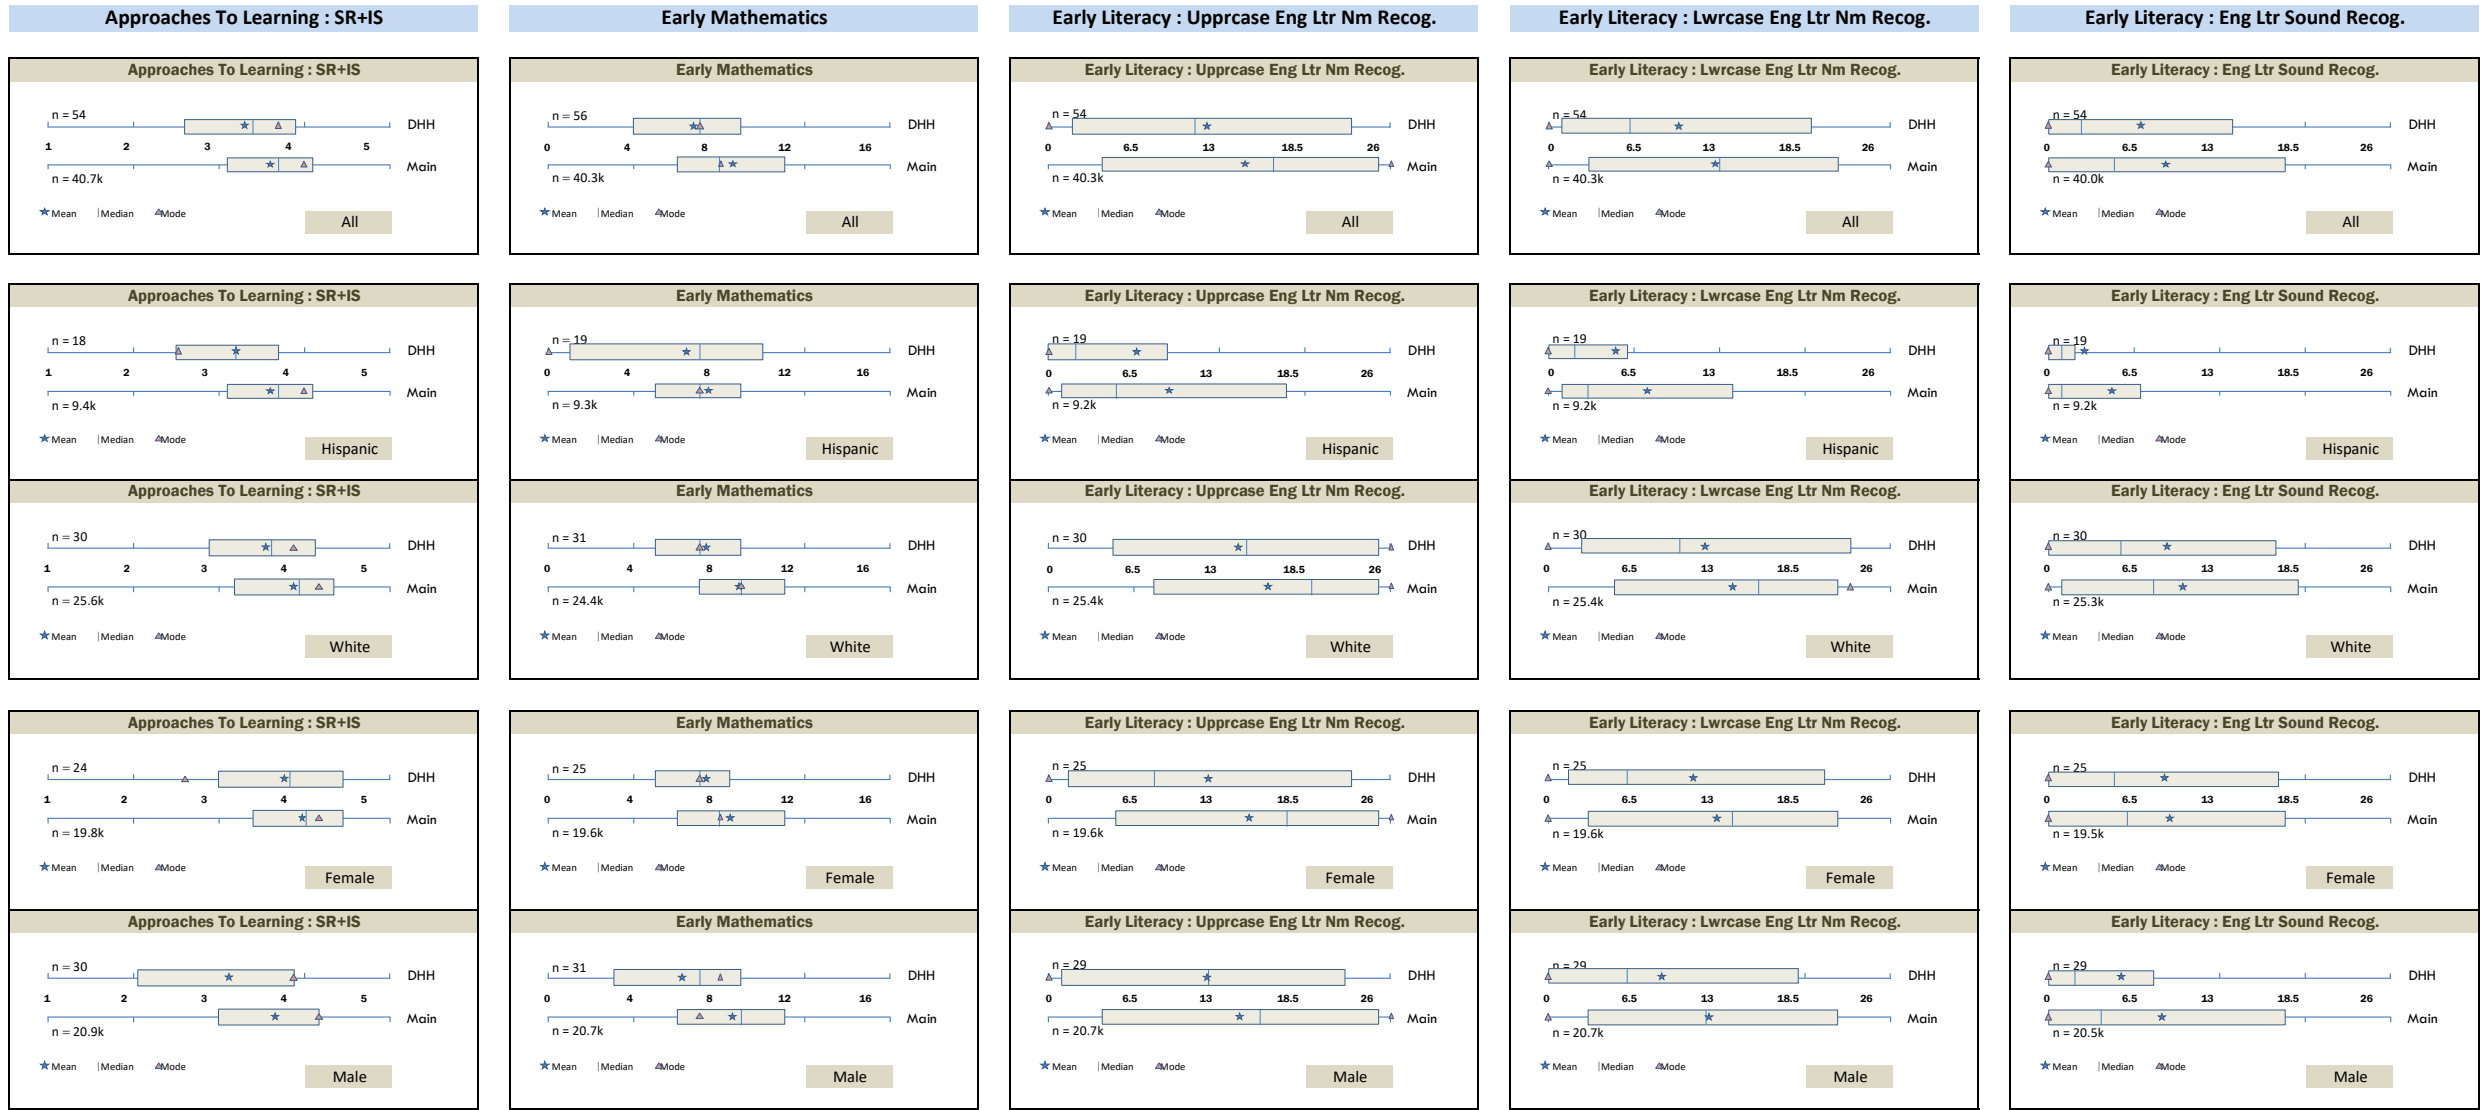 Approaches To Learning : SR+IS
Early Mathematics
Early Literacy : Upprcase Eng Ltr Nm Recog.
Early Literacy : Lwrcase Eng Ltr Nm Recog.
Early Literacy : Eng Ltr Sound Recog.
Approaches To Learning : SR+IS
n = 54
DHH
1 2 3 4 5
Main
n = 40.7k
Mean |Median Mode
All
Early Mathematics
n = 56
DHH
0 4 8 12 16
Main
n = 40.3k
Mean |Median Mode
All
Early Literacy : Upprcase Eng Ltr Nm Recog.
n = 54
DHH
0 6.5 13 18.5 26
Main
n = 40.3k
Mean |Median Mode
All
Early Literacy : Lwrcase Eng Ltr Nm Recog.
n = 54
DHH
0 6.5 13 18.5 26
Main
n = 40.3k
Mean |Median Mode
All
Early Literacy : Eng Ltr Sound Recog.
n = 54
DHH
0 6.5 13 18.5 26
Main
n = 40.0k
Mean |Median Mode
All
Approaches To Learning : SR+IS
n = 18
DHH
1 2 3 4 5
Main
n = 9.4k
Mean |Median Mode
Hispanic
Early Mathematics
n = 19
DHH
0 4 8 12 16
Main
n = 9.3k
Mean |Median Mode
Hispanic
Early Literacy : Upprcase Eng Ltr Nm Recog.
n = 19
DHH
0 6.5 13 18.5 26
Main
n = 9.2k
Mean |Median Mode
Hispanic
Early Literacy : Lwrcase Eng Ltr Nm Recog.
n = 19
DHH
0 6.5 13 18.5 26
Main
n = 9.2k
Mean |Median Mode
Hispanic
Early Literacy : Eng Ltr Sound Recog.
n = 19
DHH
0 6.5 13 18.5 26
Main
n = 9.2k
Mean |Median Mode
Hispanic
Approaches To Learning : SR+IS
n = 30
DHH
1 2 3 4 5
Main
n = 25.6k
Mean |Median Mode
White
Early Mathematics
n = 31
DHH
0 4 8 12 16
Main
n = 24.4k
Mean |Median Mode
White
Early Literacy : Upprcase Eng Ltr Nm Recog.
n = 30
DHH
0 6.5 13 18.5 26
Main
n = 25.4k
Mean |Median Mode
White
Early Literacy : Lwrcase Eng Ltr Nm Recog.
n = 30
DHH
0 6.5 13 18.5 26
Main
n = 25.4k
Mean |Median Mode
White
Early Literacy : Eng Ltr Sound Recog.
n = 30
DHH
0 6.5 13 18.5 26
Main
n = 25.3k
Mean |Median Mode
White
Approaches To Learning : SR+IS
n = 24
DHH
1 2 3 4 5
Main
n = 19.8k
Mean |Median Mode
Female
Early Mathematics
n = 25
DHH
0 4 8 12 16
Main
n = 19.6k
Mean |Median Mode
Female
Early Literacy : Upprcase Eng Ltr Nm Recog.
n = 25
DHH
0 6.5 13 18.5 26
Main
n = 19.6k
Mean |Median Mode
Female
Early Literacy : Lwrcase Eng Ltr Nm Recog.
n = 25
DHH
0 6.5 13 18.5 26
Main
n = 19.6k
Mean |Median Mode
Female
Early Literacy : Eng Ltr Sound Recog.
n = 25
DHH
0 6.5 13 18.5 26
Main
n = 19.5k
Mean |Median Mode
Female
Approaches To Learning : SR+IS
n = 30
DHH
1 2 3 4 5
Main
n = 20.9k
Mean |Median Mode
Male
Early Mathematics
n = 31
DHH
0 4 8 12 16
Main
n = 20.7k
Mean |Median Mode
Male
Early Literacy : Upprcase Eng Ltr Nm Recog.
n = 29
DHH
0 6.5 13 18.5 26
Main
n = 20.7k
Mean |Median Mode
Male
Early Literacy : Lwrcase Eng Ltr Nm Recog.
n = 29
DHH
0 6.5 13 18.5 26
Main
n = 20.7k
Mean |Median Mode
Male
Early Literacy : Eng Ltr Sound Recog.
n = 29
DHH
0 6.5 13 18.5 26
Main
n = 20.5k
Mean |Median Mode
Male